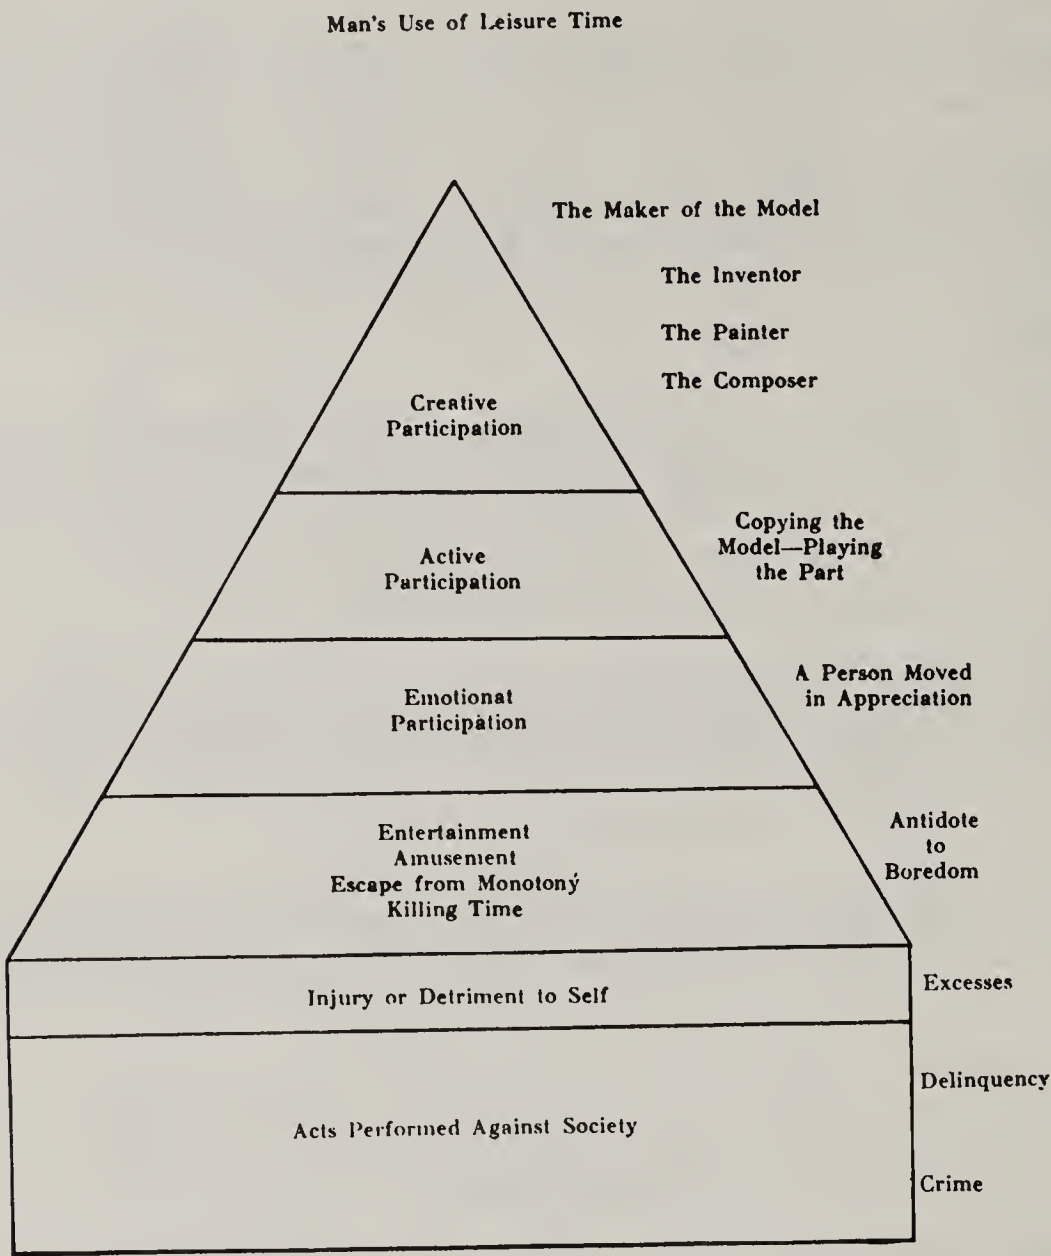 Man's Use of Leisure Time
The Maker of the Model
The Inventor
The Painter
The Composer
Creative
Participation
Copying the
Model—Playing
the Part
Active
Participation
A Person Moved
in Appreciation
Emotional
Participation
Antidote
to
Boredom
Entertainment
Amusement
Escape from Monotony
Killing Time
Injury or Detriment to Self
Excesses
Delinquency
Acts Performed Against Society
Crime